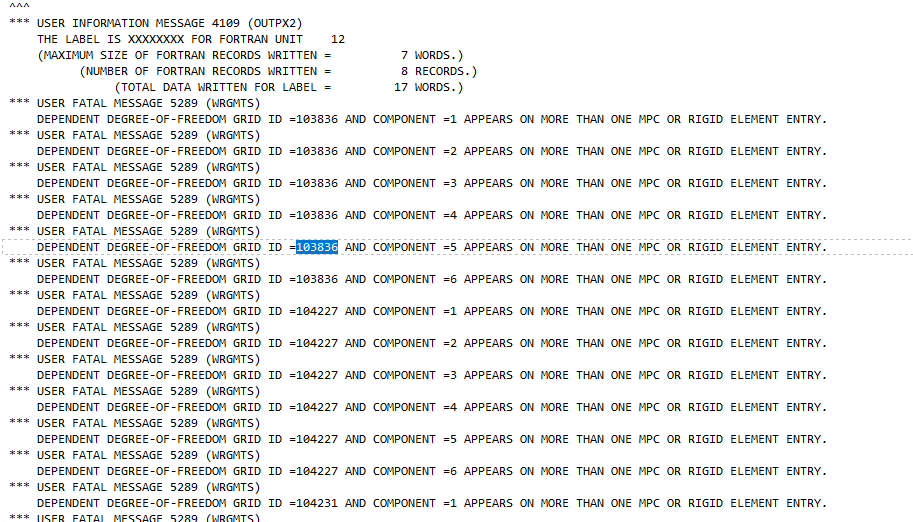 ^^^
*** USER INFORMATION MESSAGE 4109 (OUTPX2)
THE LABEL IS XXXXXXXX FOR FORTRAN UNIT 12
(MAXIMUM SIZE OF FORTRAN RECORDS WRITTEN = 7 WORDS.)
(NUMBER OF FORTRAN RECORDS WRITTEN = 8 RECORDS.)
(TOTAL DATA WRITTEN FOR LABEL = 17 WORDS.)
*** USER FATAL MESSAGE 5289 (WRGMTS)
DEPENDENT DEGREE-OF-FREEDOM GRID ID =103836 AND COMPONENT =1 APPEARS ON MORE THAN ONE MPC OR RIGID ELEMENT ENTRY.
*** USER FATAL MESSAGE 5289 (WRGMTS)
DEPENDENT DEGREE-OF-FREEDOM GRID ID =103836 AND COMPONENT =2 APPEARS ON MORE THAN ONE MPC OR RIGID ELEMENT ENTRY.
*** USER FATAL MESSAGE 5289 (WRGMTS)
DEPENDENT DEGREE-OF-FREEDOM GRID ID =103836 AND COMPONENT =3 APPEARS ON MORE THAN ONE MPC OR RIGID ELEMENT ENTRY.
*** USER FATAL MESSAGE 5289 (WRGMTS)
DEPENDENT DEGREE-OF-FREEDOM GRID ID =103836 AND COMPONENT =4 APPEARS ON MORE THAN ONE MPC OR RIGID ELEMENT ENTRY.
*** USER FATAL MESSAGE 5289 (WRGMTS)
DEPENDENT DEGREE-OF-FREEDOM GRID ID =103836 AND COMPONENT =5 APPEARS ON MORE THAN ONE MPC OR RIGID ELEMENT ENTRY.
*** USER FATAL MESSAGE 5289 (WRGMTS)
DEPENDENT DEGREE-OF-FREEDOM GRID ID =103836 AND COMPONENT =6 APPEARS ON MORE THAN ONE MPC OR RIGID ELEMENT ENTRY.
*** USER FATAL MESSAGE 5289 (WRGMTS)
DEPENDENT DEGREE-OF-FREEDOM GRID ID =104227 AND COMPONENT =1 APPEARS ON MORE THAN ONE MPC OR RIGID ELEMENT ENTRY.
*** USER FATAL MESSAGE 5289 (WRGMTS)
DEPENDENT DEGREE-OF-FREEDOM GRID ID =104227 AND COMPONENT =2 APPEARS ON MORE THAN ONE MPC OR RIGID ELEMENT ENTRY.
*** USER FATAL MESSAGE 5289 (WRGMTS)
DEPENDENT DEGREE-OF-FREEDOM GRID ID =104227 AND COMPONENT =3 APPEARS ON MORE THAN ONE MPC OR RIGID ELEMENT ENTRY.
*** USER FATAL MESSAGE 5289 (WRGMTS)
DEPENDENT DEGREE-OF-FREEDOM GRID ID =104227 AND COMPONENT =4 APPEARS ON MORE THAN ONE MPC OR RIGID ELEMENT ENTRY.
*** USER FATAL MESSAGE 5289 (WRGMTS)
DEPENDENT DEGREE-OF-FREEDOM GRID ID =104227 AND COMPONENT =5 APPEARS ON MORE THAN ONE MPC OR RIGID ELEMENT ENTRY.
*** USER FATAL MESSAGE 5289 (WRGMTS)
DEPENDENT DEGREE-OF-FREEDOM GRID ID =104227 AND COMPONENT =6 APPEARS ON MORE THAN ONE MPC OR RIGID ELEMENT ENTRY.
*** USER FATAL MESSAGE 5289 (WRGMTS)
DEPENDENT DEGREE-OF-FREEDOM GRID ID =104231 AND COMPONENT =1 APPEARS ON MORE THAN ONE MPC OR RIGID ELEMENT ENTRY.
*** USER FATAL MESSAGE 5289 (WRGMTS)